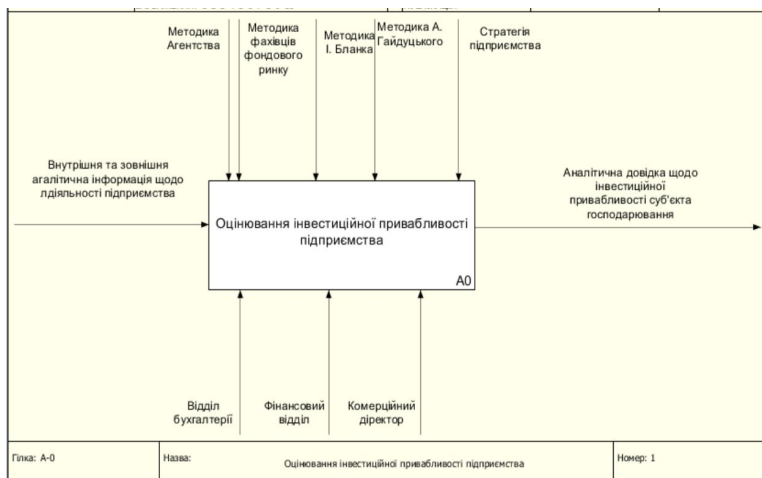 Методика
Агентства
Методика
фахівців
фондового
ринку
Методика
І. Бланка
Методика А.
Гайдуцького
Стратегія
підприємства
Внутрішня та зовнішня
агалітична інформація щодо
лдіяльності підприємства
Оцінювання інвестиційної привабливості
підприємства
A0
Аналітична довідка щодо
інвестиційної
привабливості суб'єкта
господарювання
Відділ
бухгалтерії
Фінансовий
відділ
Комерційний
діректор
Гілка: A-0
Назва:
Оцінювання інвестиційної привабливості підприємства
Номер: 1